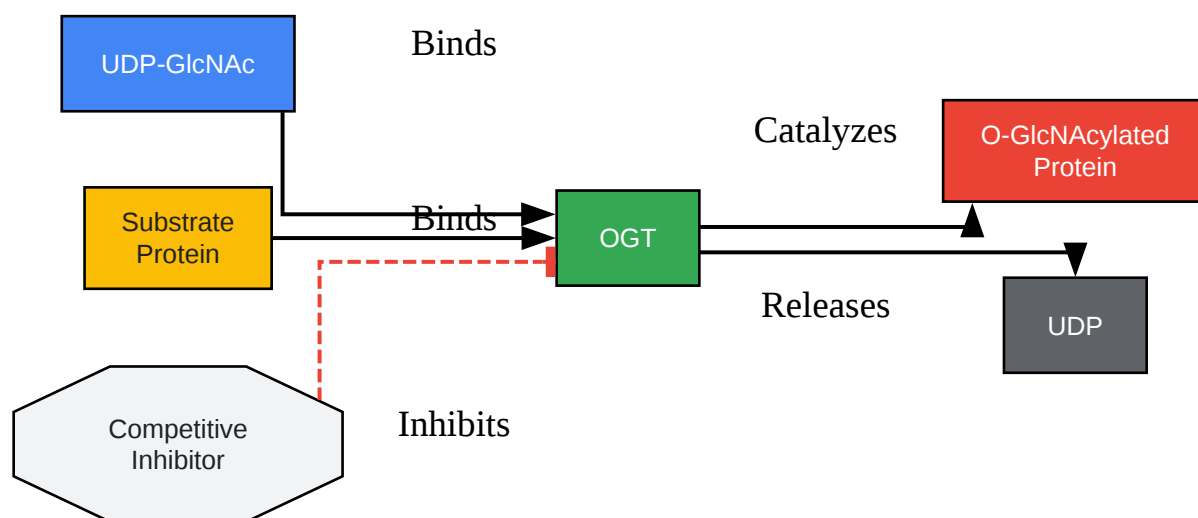 UDP-GlcNAc
Binds
Catalyzes
O-GlcNAcylated
Protein
Substrate
Protein
Binds
OGT
Releases
UDP
Competitive
Inhibitor
Inhibits